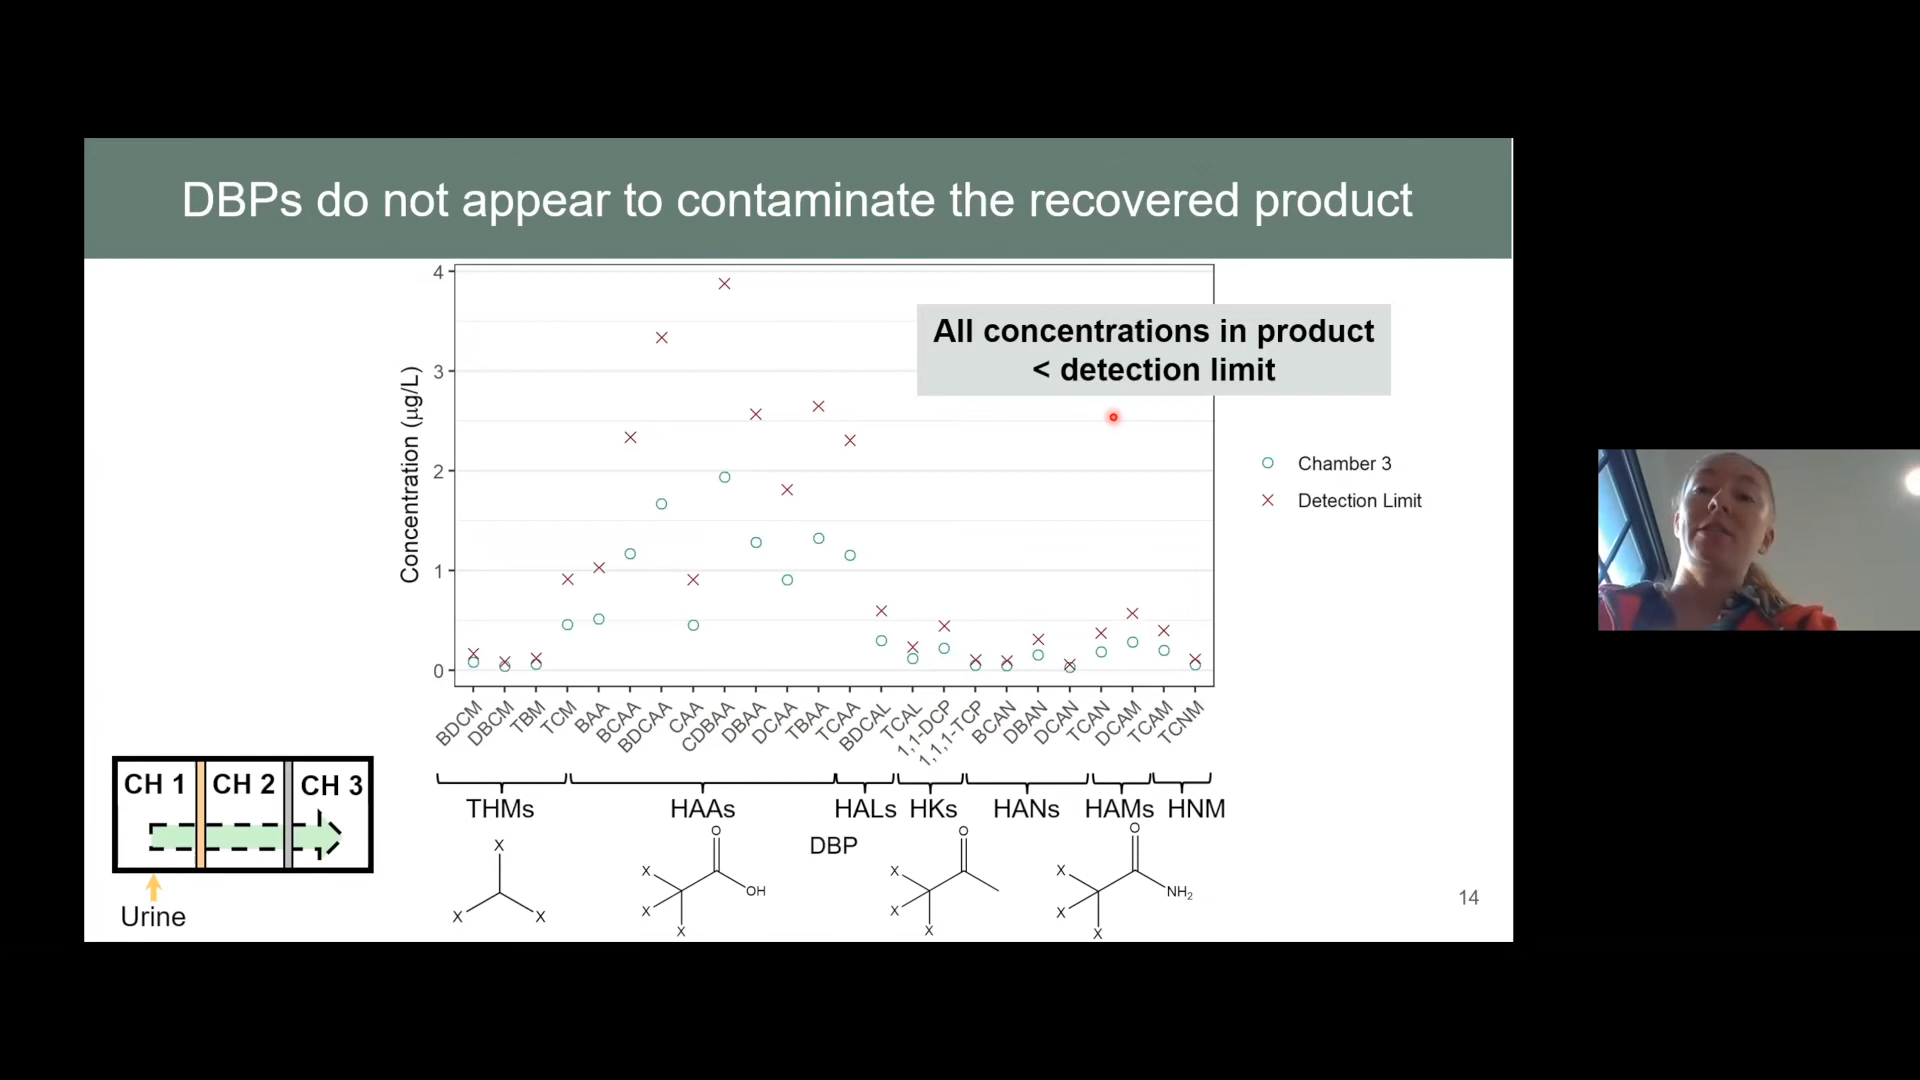 DBPs do not appear to contaminate the recovered product
All concentrations in product
< detection limit
Concentration (µg/L)
4
3
2
1
0
Chamber 3
Detection Limit
BDCM
DBCM
TBM
TCM
BAA
BCAA
BDCAA
CAA
CDBAA
DBAA
DCAA
TBAA
TCAA
BDCAL
TCAL
1,1-DCP
1,1,1-TCP
BCAN
DBAN
DCAN
TCAN
DCAM
TCAM
TCNM
THMs
HAAs
HALs
HKs
HANs
HAMs
HNM
DBP
CH 1
CH 2
CH 3
Urine
X
X
X
O
X
X
X
OH
O
X
X
X
O
X
X
X
NH₂
14